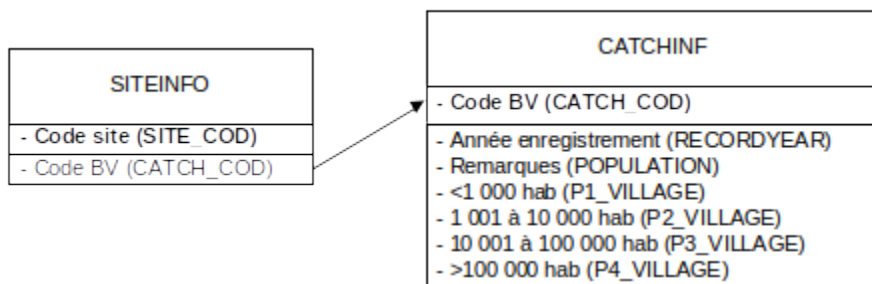 SITEINFO
- Code site (SITE_COD)
- Code BV (CATCH_COD)
CATCHINF
- Code BV (CATCH_COD)
- Année enregistrement (RECORDYEAR)
- Remarques (POPULATION)
- <1 000 hab (P1_VILLAGE)
- 1 001 à 10 000 hab (P2_VILLAGE)
- 10 001 à 100 000 hab (P3_VILLAGE)
- >100 000 hab (P4_VILLAGE)